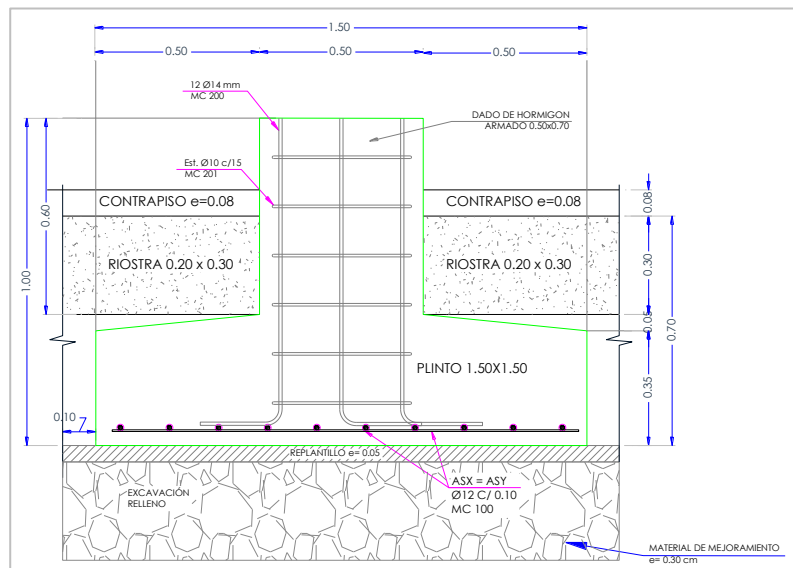 1.50
0.50
0.50
0.50
12 Ø14 mm
MC 200
DADO DE HORMIGON
ARMADO 0.50x0.70
Est. Ø10 c/15
MC 201
CONTRAPISO e=0.08
CONTRAPISO e=0.08
0.08
0.60
1.00
RIOSTRA 0.20 x 0.30
RIOSTRA 0.20 x 0.30
0.30
0.05
0.70
PLINTO 1.50X1.50
0.35
0.10
REPLANTILLO e= 0.05
ASX = ASY
Ø12 C/ 0.10
MC 100
EXCAVACIÓN
RELLENO
MATERIAL DE MEJORAMIENTO
e= 0.30 cm